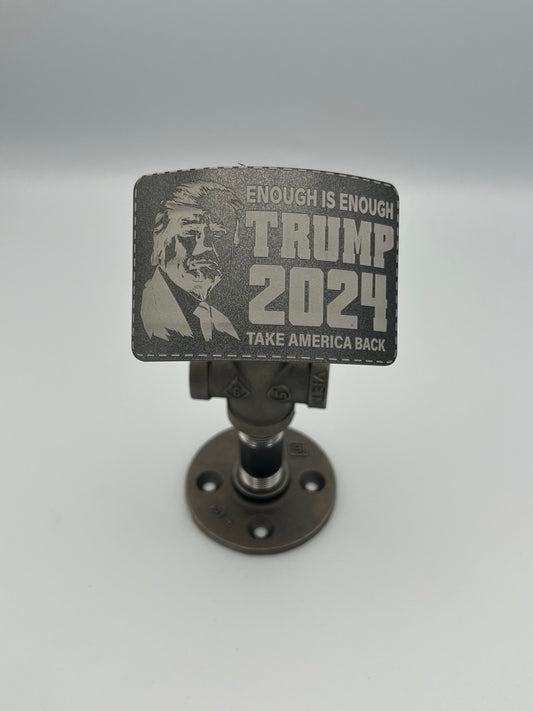 ENOUGH IS ENOUGH
TRUMP
2024
TAKE AMERICA BACK